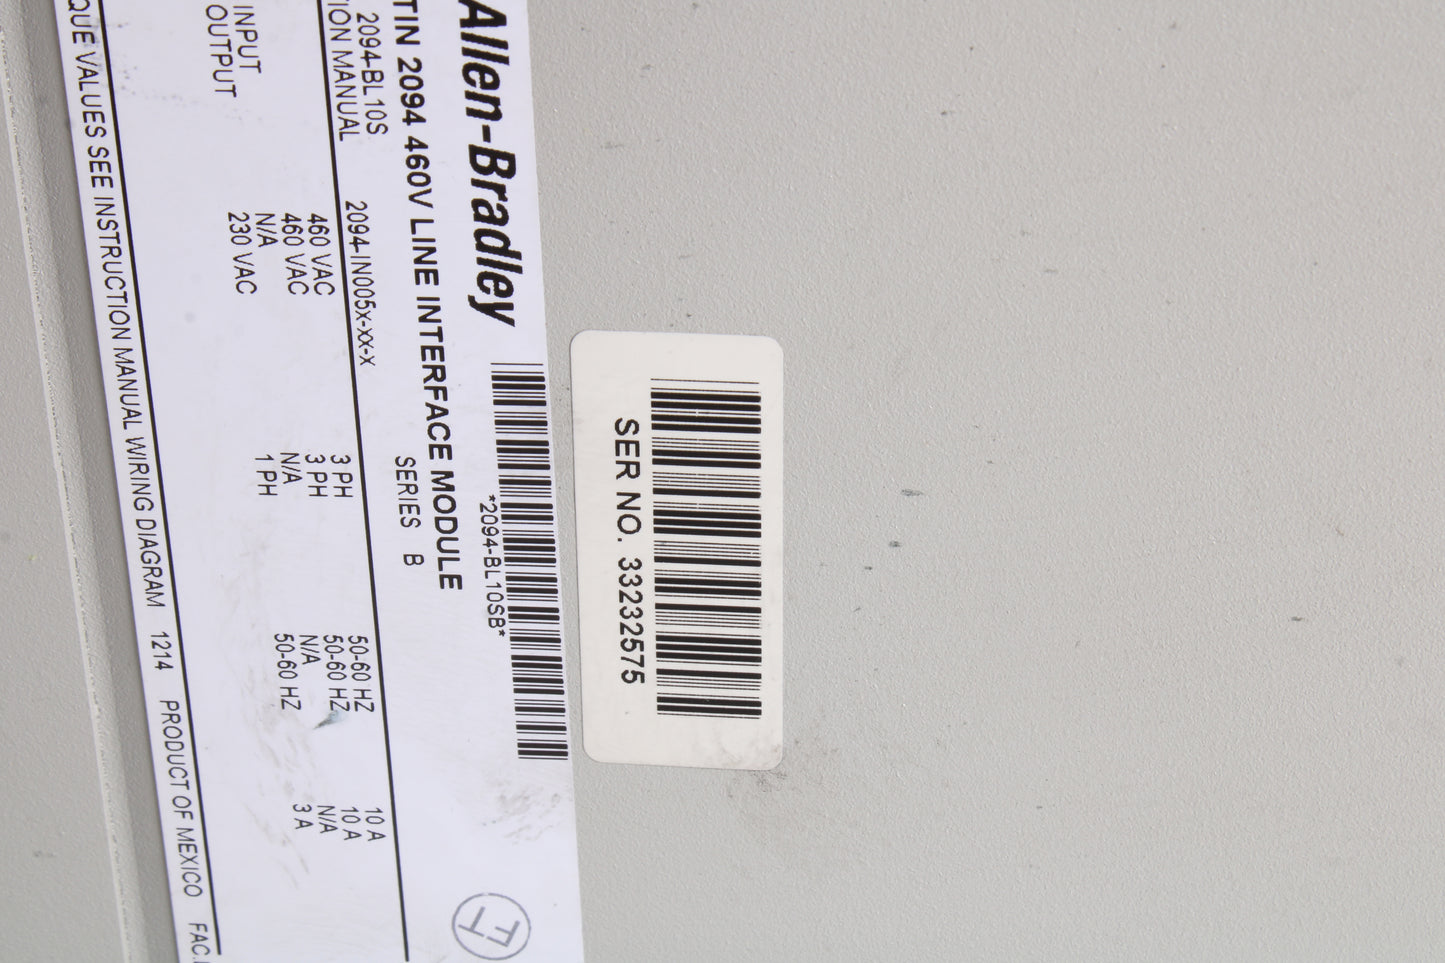 Allen-Bradley
TIN 2094 460V LINE INTERFACE MODULE
*2094-BL10SB*
SERIES B
2094-BL10S
ION MANUAL 2094-IN005x-xx-x
460 VAC 3 PH 50-60 HZ 10 A
INPUT 460 VAC 3 PH 50-60 HZ 10 A
OUTPUT N/A N/A N/A N/A
230 VAC 1 PH 50-60 HZ 3 A
QUE VALUES SEE INSTRUCTION MANUAL WIRING DIAGRAM 1214 PRODUCT OF MEXICO FAC.
FT
SER NO. 33232575